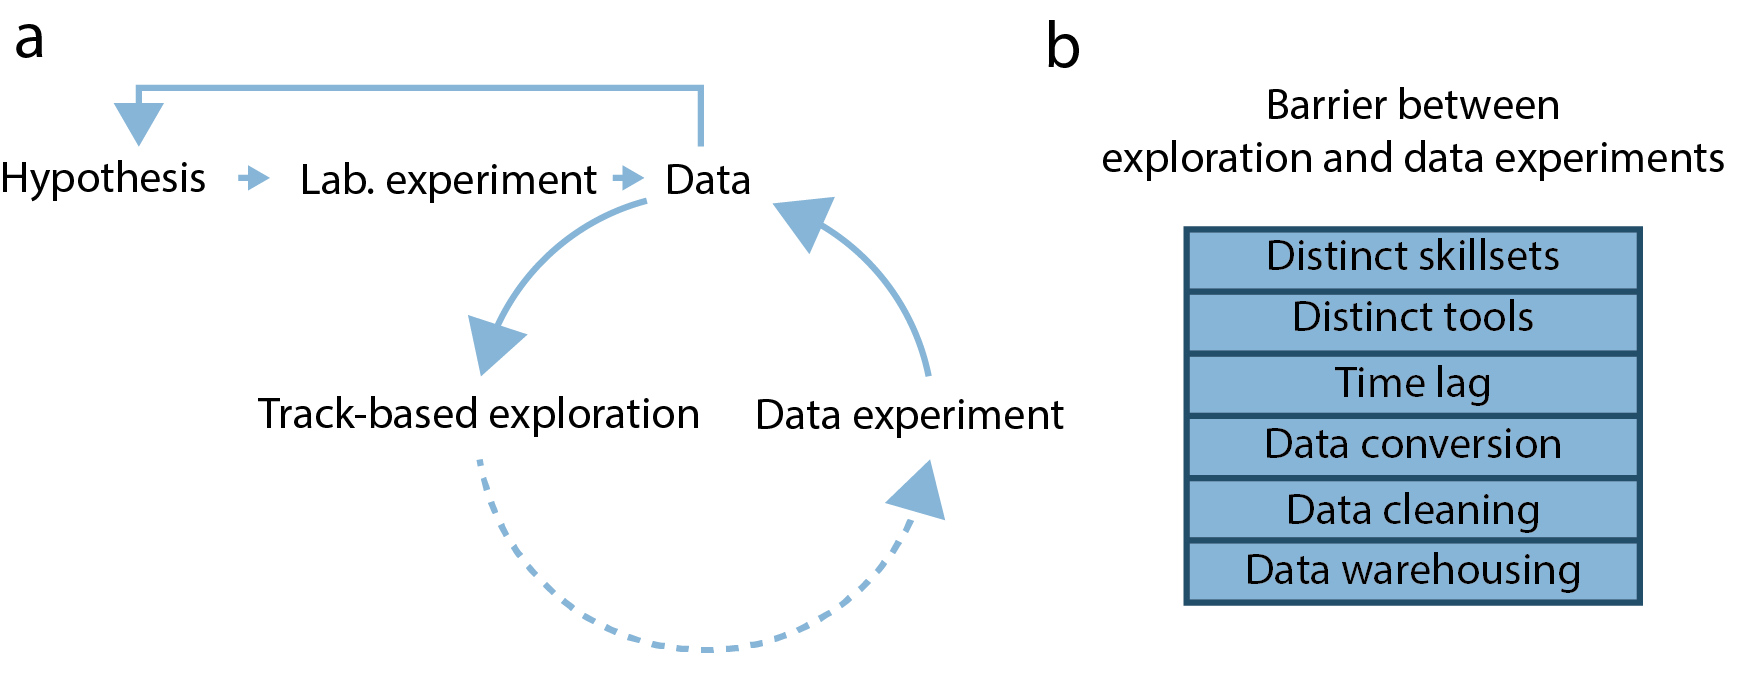 a
Hypothesis
Lab. experiment
Data
Track-based exploration
Data experiment
b
Barrier between
exploration and data experiments
Distinct skillsets
Distinct tools
Time lag
Data conversion
Data cleaning
Data warehousing